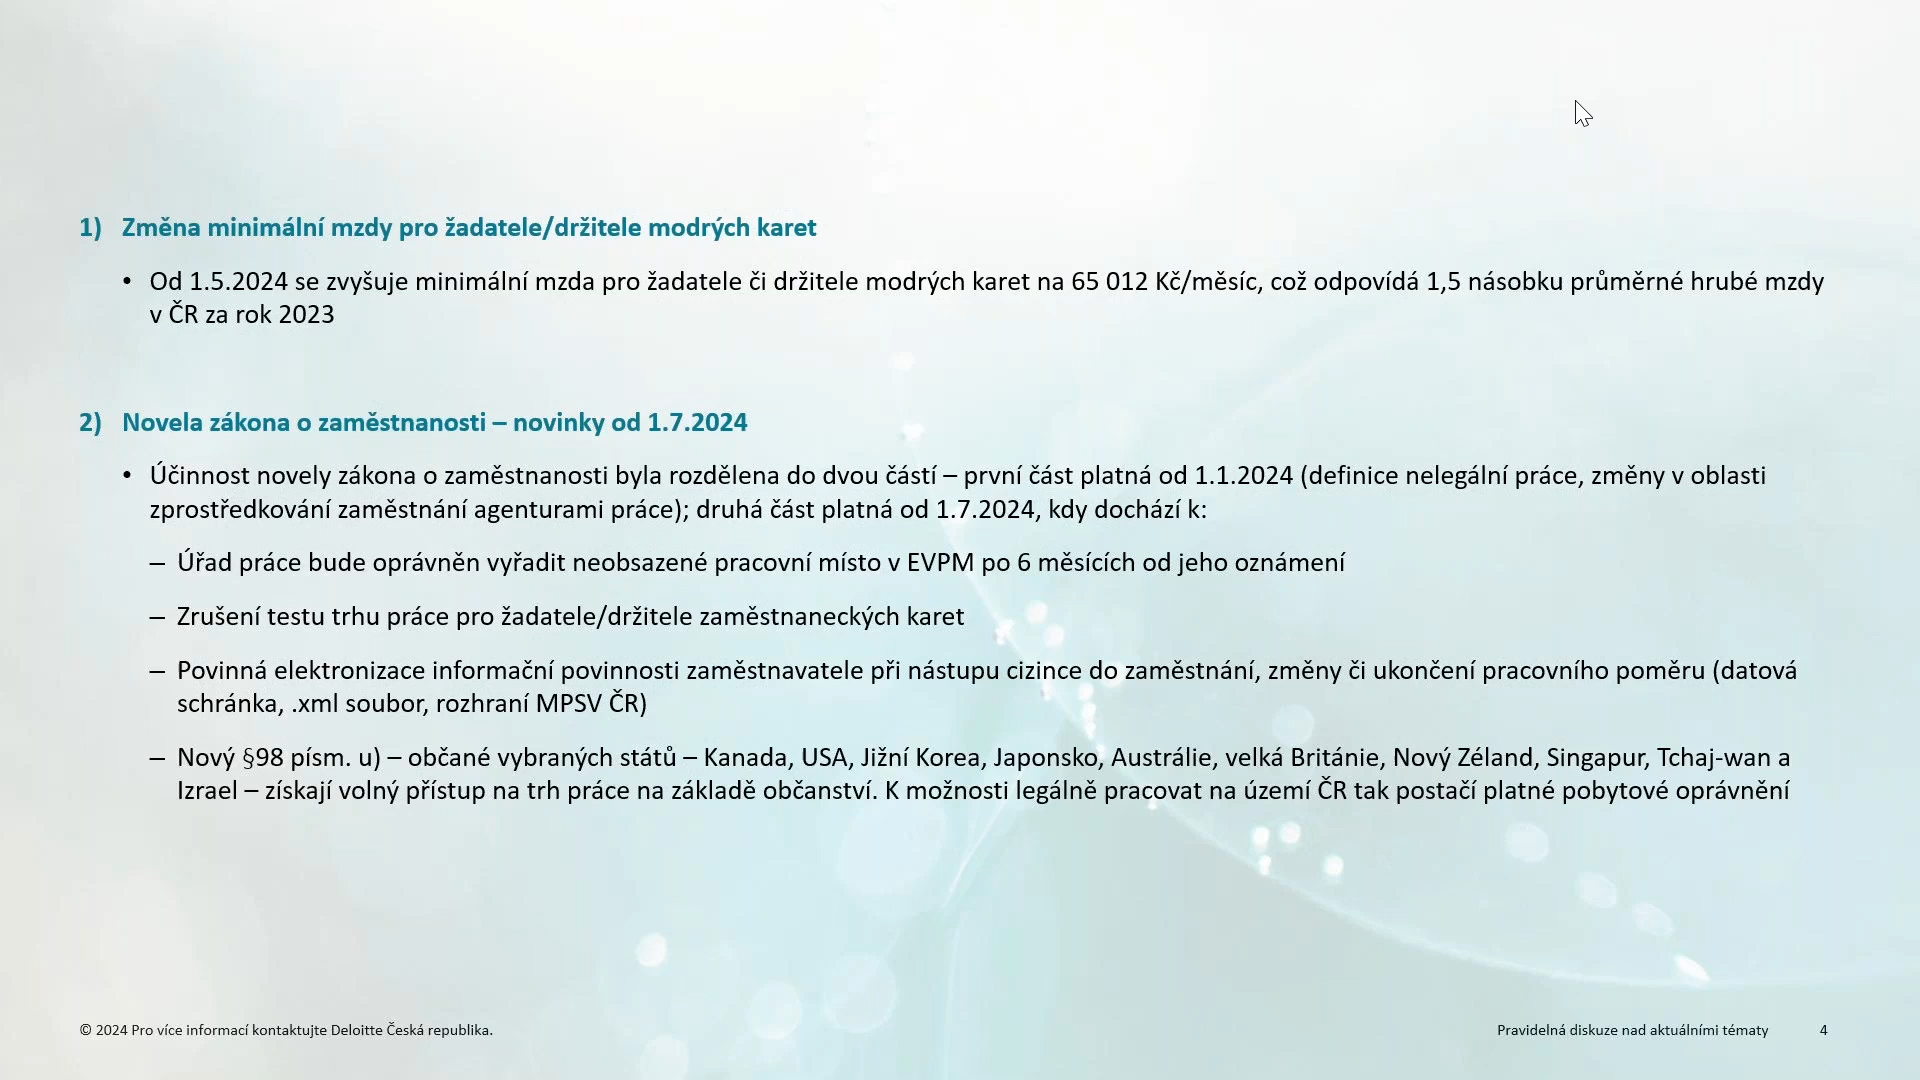 1) Změna minimální mzdy pro žadatele/držitele modrých karet
• Od 1.5.2024 se zvyšuje minimální mzda pro žadatele či držitele modrých karet na 65 012 Kč/měsíc, což odpovídá 1,5 násobku průměrné hrubé mzdy
v ČR za rok 2023
2) Novela zákona o zaměstnanosti – novinky od 1.7.2024
• Účinnost novely zákona o zaměstnanosti byla rozdělena do dvou částí – první část platná od 1.1.2024 (definice nelegální práce, změny v oblasti
zprostředkování zaměstnání agenturami práce); druhá část platná od 1.7.2024, kdy dochází k:
– Úřad práce bude oprávněn vyřadit neobsazené pracovní místo v EVPM po 6 měsících od jeho oznámení
– Zrušení testu trhu práce pro žadatele/držitele zaměstnaneckých karet
– Povinná elektronizace informační povinnosti zaměstnavatele při nástupu cizince do zaměstnání, změny či ukončení pracovního poměru (datová
schránka, .xml soubor, rozhraní MPSV ČR)
– Nový §98 písm. u) – občané vybraných států – Kanada, USA, Jižní Korea, Japonsko, Austrálie, velká Británie, Nový Zéland, Singapur, Tchaj-wan a
Izrael – získají volný přístup na trh práce na základě občanství. K možnosti legálně pracovat na území ČR tak postačí platné pobytové oprávnění
© 2024 Pro více informací kontaktujte Deloitte Česká republika.
Pravidelná diskuze nad aktuálními tématy 4